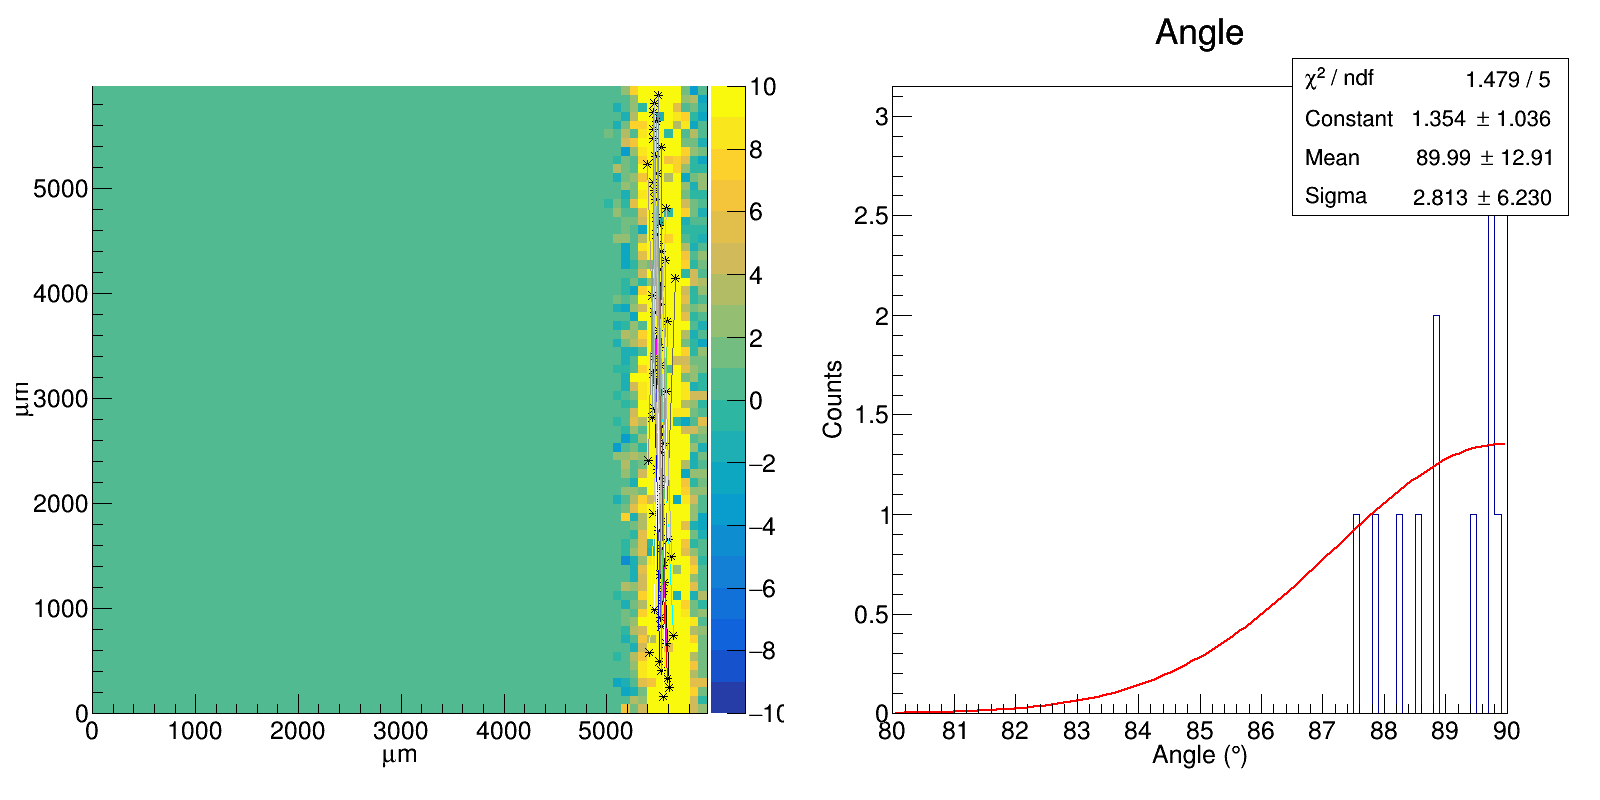 Angle
χ² / ndf 1.479 / 5
Constant 1.354 ± 1.036
Mean 89.99 ± 12.91
Sigma 2.813 ± 6.230
10
8
6
4
2
0
−2
−4
−6
−8
−10
5000
4000
3000
2000
1000
0
μm
0 1000 2000 3000 4000 5000
μm
3
2.5
2
1.5
1
0.5
0
Counts
80 81 82 83 84 85 86 87 88 89 90
Angle (°)